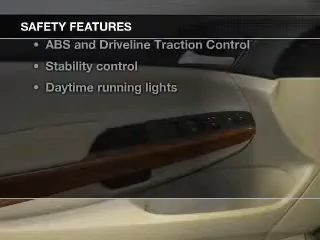 SAFETY FEATURES
• ABS and Driveline Traction Control
• Stability control
• Daytime running lights